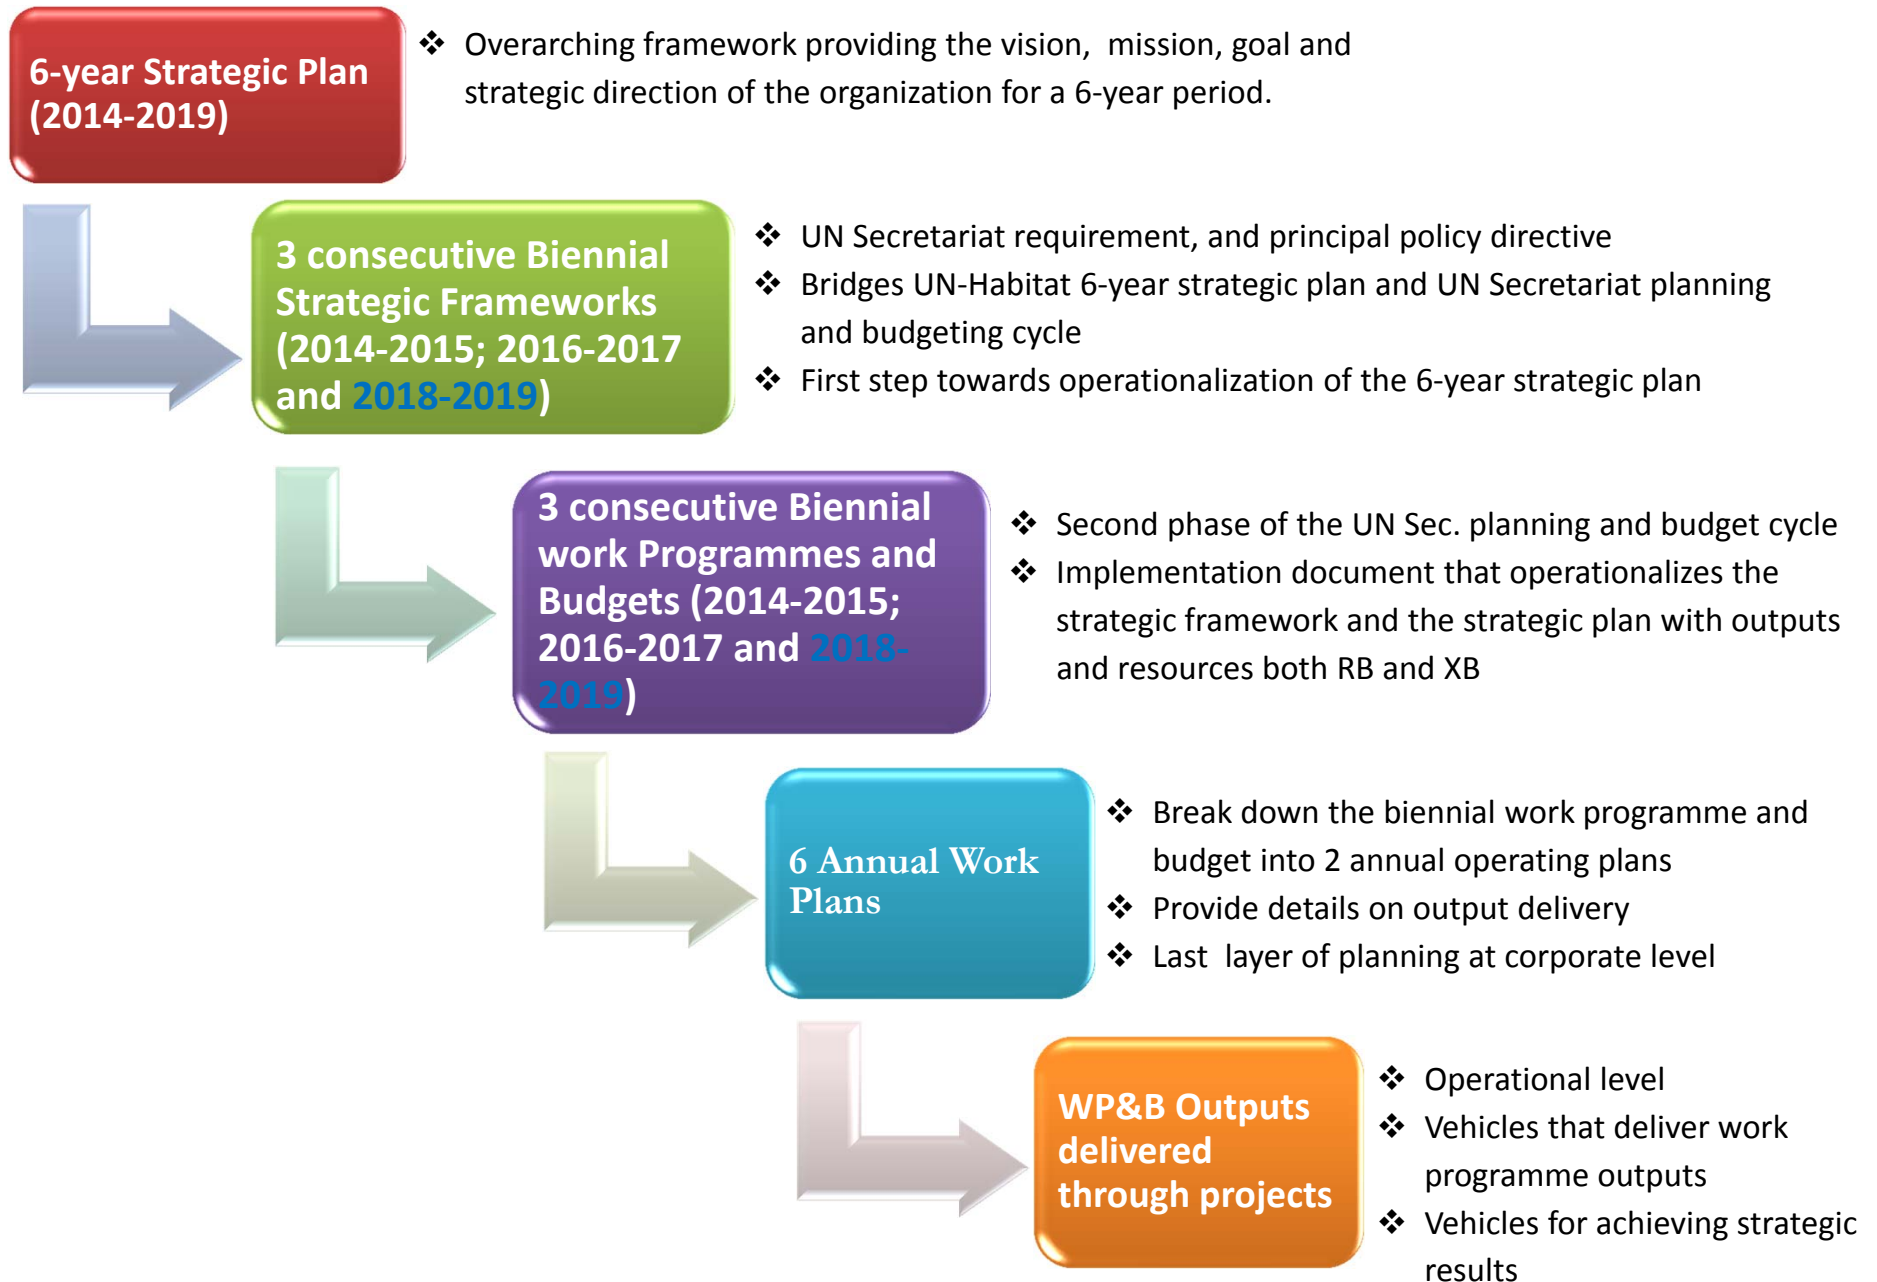 6-year Strategic Plan
(2014-2019)
❖ Overarching framework providing the vision, mission, goal and
strategic direction of the organization for a 6-year period.
3 consecutive Biennial
Strategic Frameworks
(2014-2015; 2016-2017
and 2018-2019)
❖ UN Secretariat requirement, and principal policy directive
❖ Bridges UN-Habitat 6-year strategic plan and UN Secretariat planning
and budgeting cycle
❖ First step towards operationalization of the 6-year strategic plan
3 consecutive Biennial
work Programmes and
Budgets (2014-2015;
2016-2017 and 2018-
2019)
❖ Second phase of the UN Sec. planning and budget cycle
❖ Implementation document that operationalizes the
strategic framework and the strategic plan with outputs
and resources both RB and XB
6 Annual Work
Plans
❖ Break down the biennial work programme and
budget into 2 annual operating plans
❖ Provide details on output delivery
❖ Last layer of planning at corporate level
WP&B Outputs
delivered
through projects
❖ Operational level
❖ Vehicles that deliver work
programme outputs
❖ Vehicles for achieving strategic
results